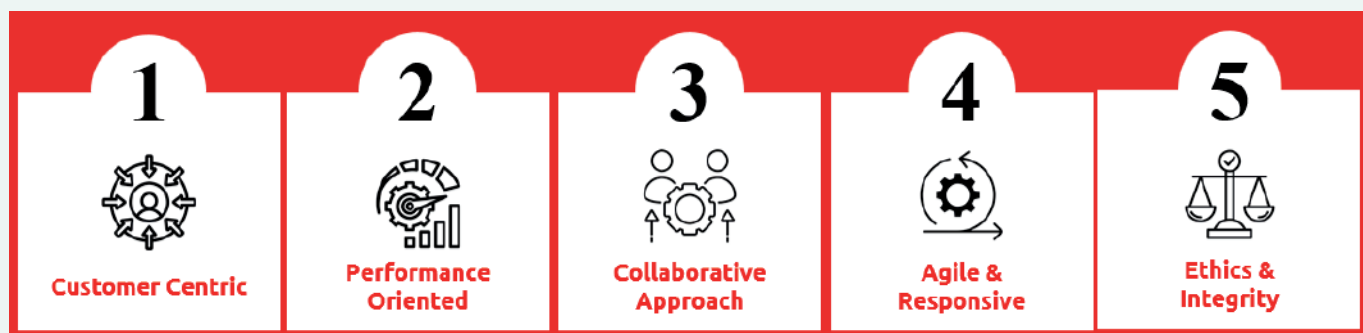 1
Customer Centric
2
Performance
Oriented
3
Collaborative
Approach
4
Agile &
Responsive
5
Ethics &
Integrity